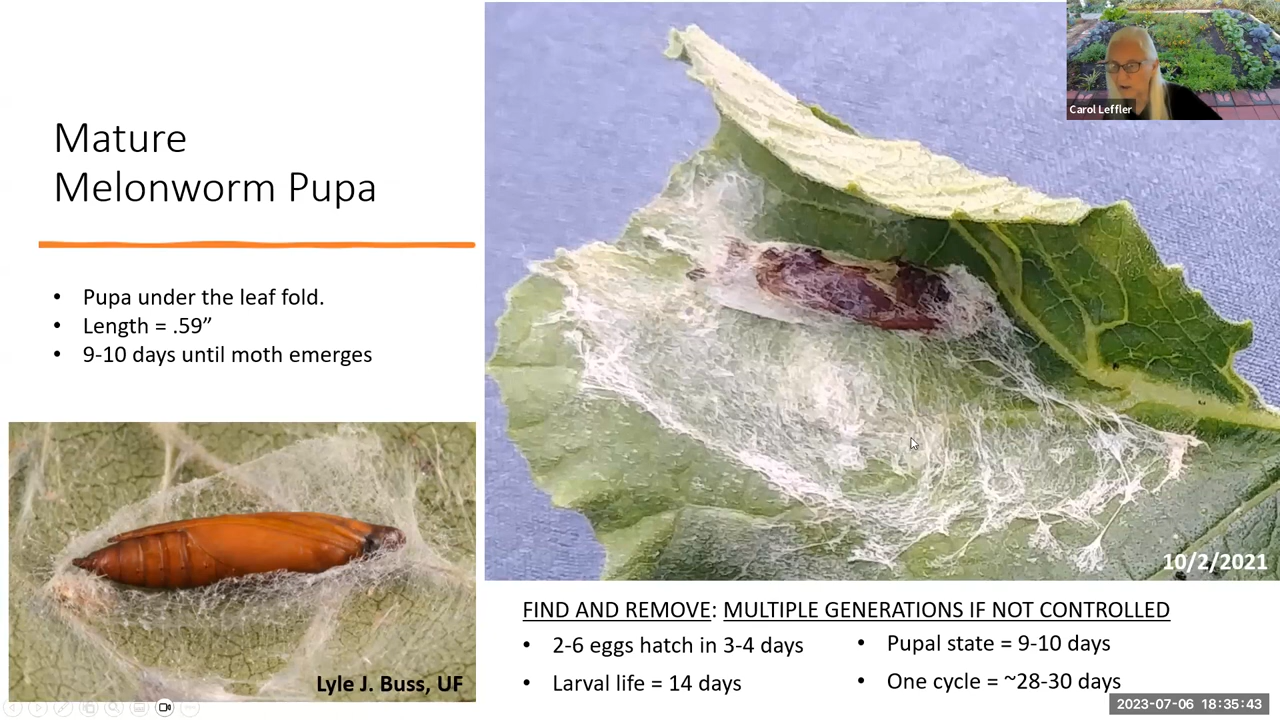 Carol Leffler
Mature
Melonworm Pupa
• Pupa under the leaf fold.
• Length = .59”
• 9-10 days until moth emerges
Lyle J. Buss, UF
10/2/2021
FIND AND REMOVE: MULTIPLE GENERATIONS IF NOT CONTROLLED
• 2-6 eggs hatch in 3-4 days
• Larval life = 14 days
• Pupal state = 9-10 days
• One cycle = ~28-30 days
2023-07-06 18:35:43